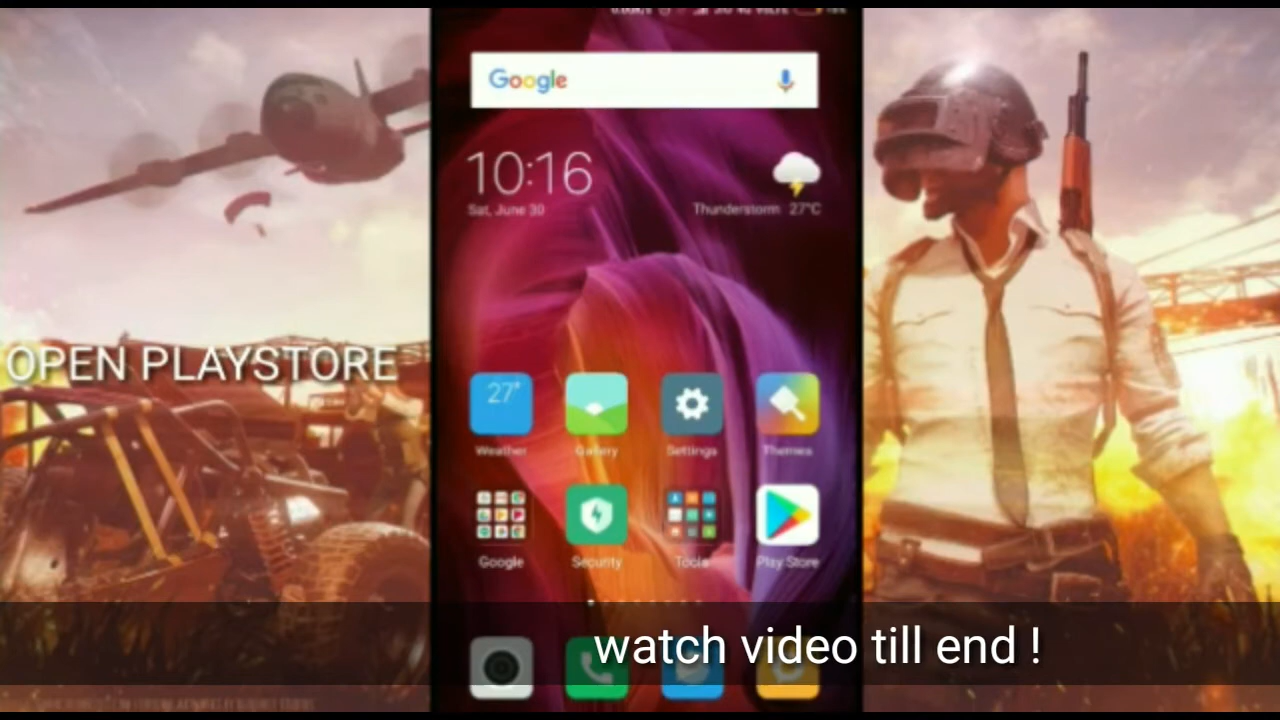 Google
10:16
Sat, June 30
Thunderstorm 27°C
OPEN PLAYSTORE
27°
Weather
Gallery
Settings
Themes
Google
Security
Tools
Play Store
watch video till end !